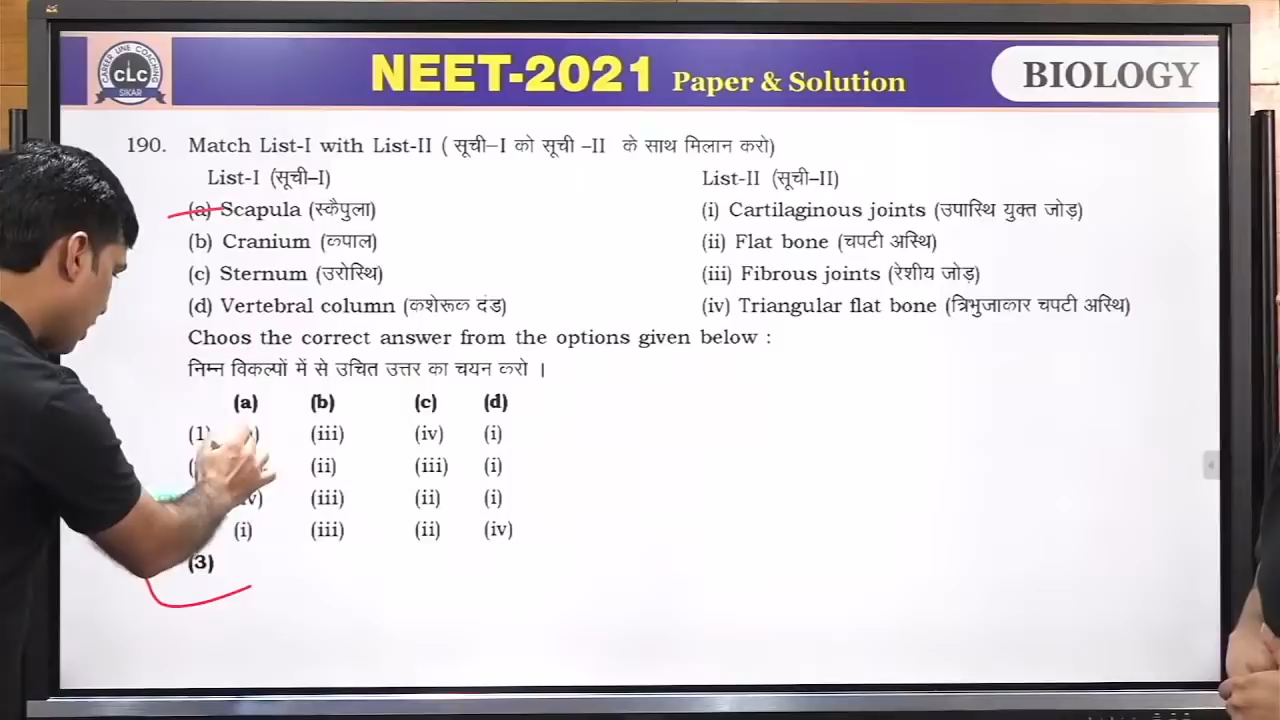 CAREER LINE COACHING
CLC
SIKAR
NEET-2021 Paper & Solution
BIOLOGY
190. Match List-I with List-II ( सूची–I को सूची –II के साथ मिलान करो)
List-I (सूची–I) List-II (सूची–II)
(a) Scapula (स्कैपुला) (i) Cartilaginous joints (उपास्थि युक्त जोड़)
(b) Cranium (कपाल) (ii) Flat bone (चपटी अस्थि)
(c) Sternum (उरोस्थि) (iii) Fibrous joints (रेशीय जोड़)
(d) Vertebral column (कशेरूक दंड) (iv) Triangular flat bone (त्रिभुजाकार चपटी अस्थि)
Choos the correct answer from the options given below :
निम्न विकल्पों में से उचित उत्तर का चयन करो ।
(a) (b) (c) (d)
(1) (iii) (iv) (i)
(ii) (iii) (i)
(iii) (ii) (i)
(i) (iii) (ii) (iv)
(3)
4